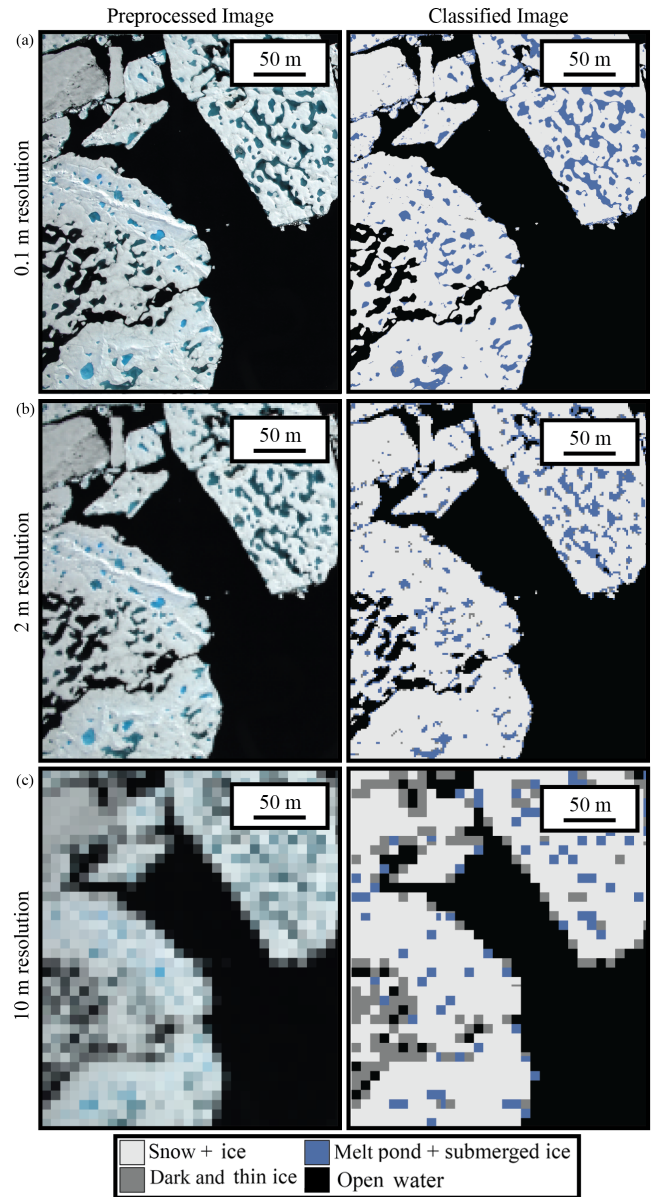 Preprocessed Image Classified Image
(a)
50 m 50 m
0.1 m resolution
(b)
50 m 50 m
2 m resolution
(c)
50 m 50 m
10 m resolution
Snow + ice Melt pond + submerged ice
Dark and thin ice Open water